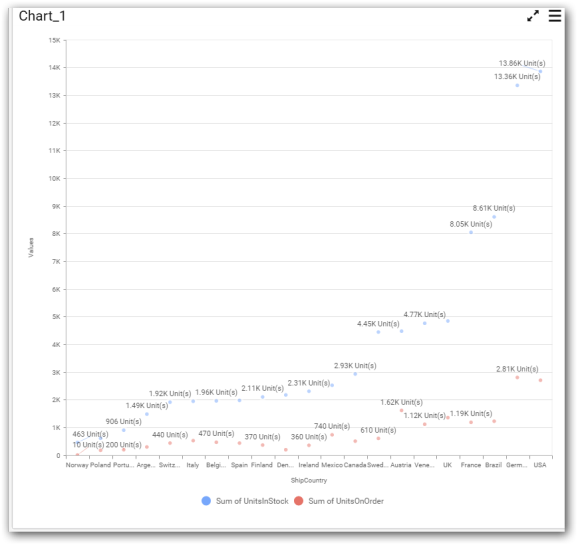 Chart_1
15K
14K
13K
12K
11K
10K
9K
8K
7K
6K
5K
4K
3K
2K
1K
0
Values
13.86K Unit(s)
13.36K Unit(s)
8.61K Unit(s)
8.05K Unit(s)
4.77K Unit(s)
4.45K Unit(s)
2.93K Unit(s)
2.81K Unit(s)
2.31K Unit(s)
2.11K Unit(s)
1.92K Unit(s) 1.96K Unit(s)
1.62K Unit(s)
1.49K Unit(s)
1.12K Unit(s) 1.19K Unit(s)
906 Unit(s)
740 Unit(s)
463 Unit(s) 440 Unit(s) 470 Unit(s) 370 Unit(s) 360 Unit(s) 610 Unit(s)
10 Unit(s) 200 Unit(s)
Norway Poland Portu... Arge... Switz... Italy Belgi... Spain Finland Den... Ireland Mexico Canada Swed... Austria Vene... UK France Brazil Germ... USA
ShipCountry
Sum of UnitsInStock Sum of UnitsOnOrder